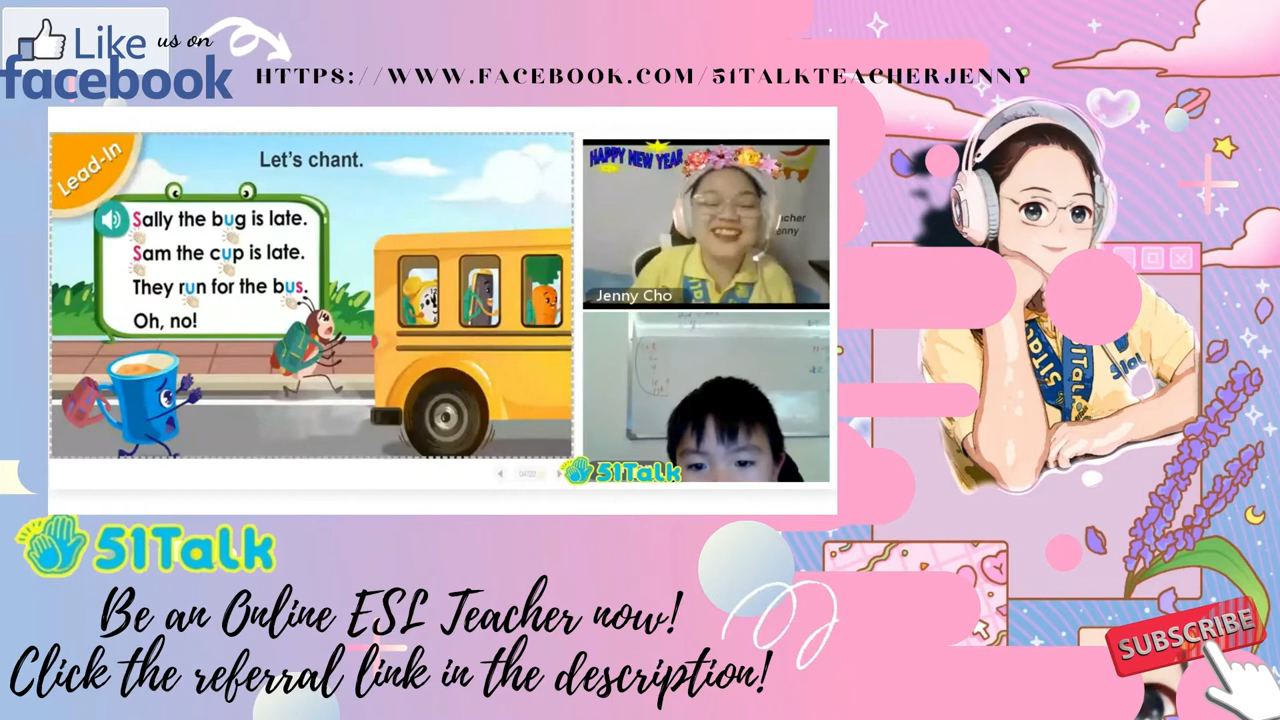 Like us on
facebook
HTTPS://WWW.FACEBOOK.COM/51TALKTEACHERJENNY
Lead-In
Let's chant.
Sally the bug is late.
Sam the cup is late.
They run for the bus.
Oh, no!
HAPPY NEW YEAR
Jenny Cho
51Talk
51Talk
Be an Online ESL Teacher now!
Click the referral link in the description!
SUBSCRIBE